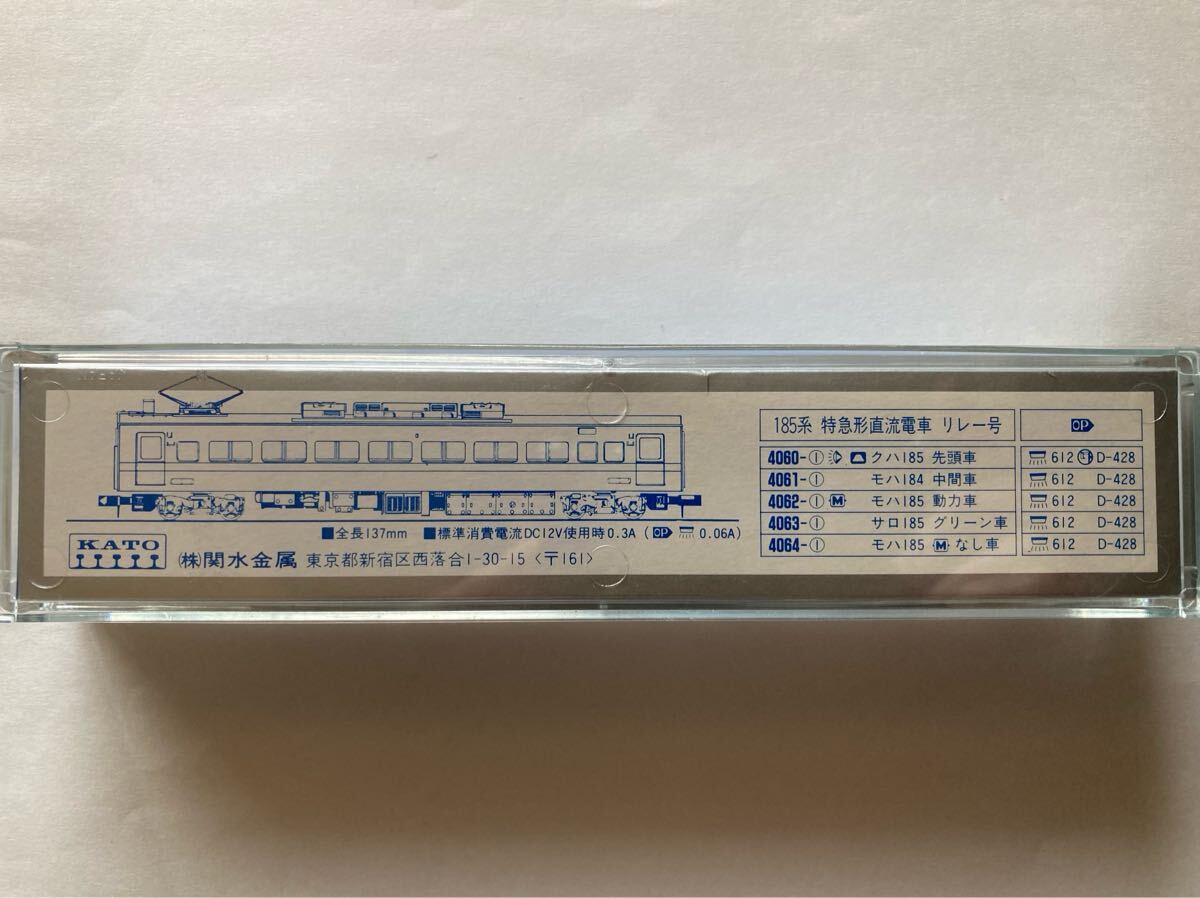 185系 特急形直流電車 リレー号 OP
4060-① クハ185 先頭車 612 D-428
4061-① モハ184 中間車 612 D-428
4062-① M モハ185 動力車 612 D-428
4063-① サロ185 グリーン車 612 D-428
4064-① モハ185 M なし車 612 D-428
■全長137mm ■標準消費電流DC12V使用時0.3A (OP 0.06A)
KATO (株)関水金属 東京都新宿区西落合1-30-15〈〒161〉